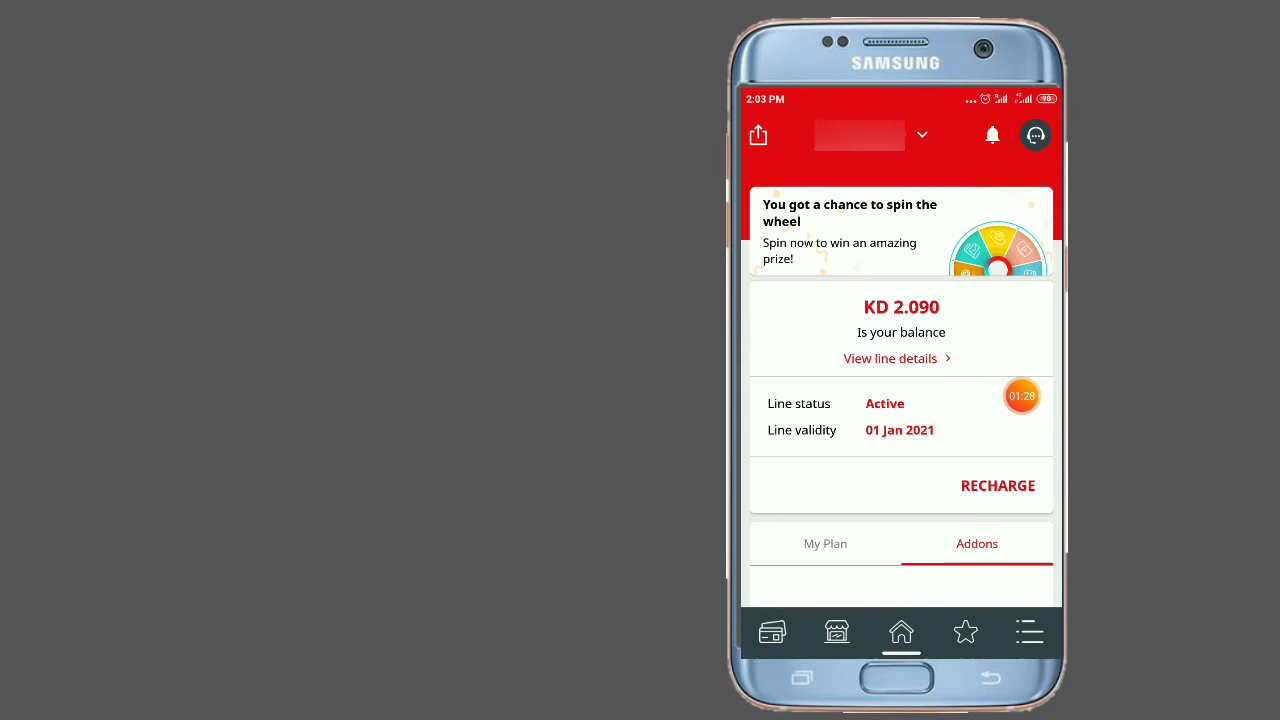 SAMSUNG
2:03 PM
4G
90
You got a chance to spin the
wheel
Spin now to win an amazing
prize!
KD 2.090
Is your balance
View line details
01:28
Line status Active
Line validity 01 Jan 2021
RECHARGE
My Plan Addons